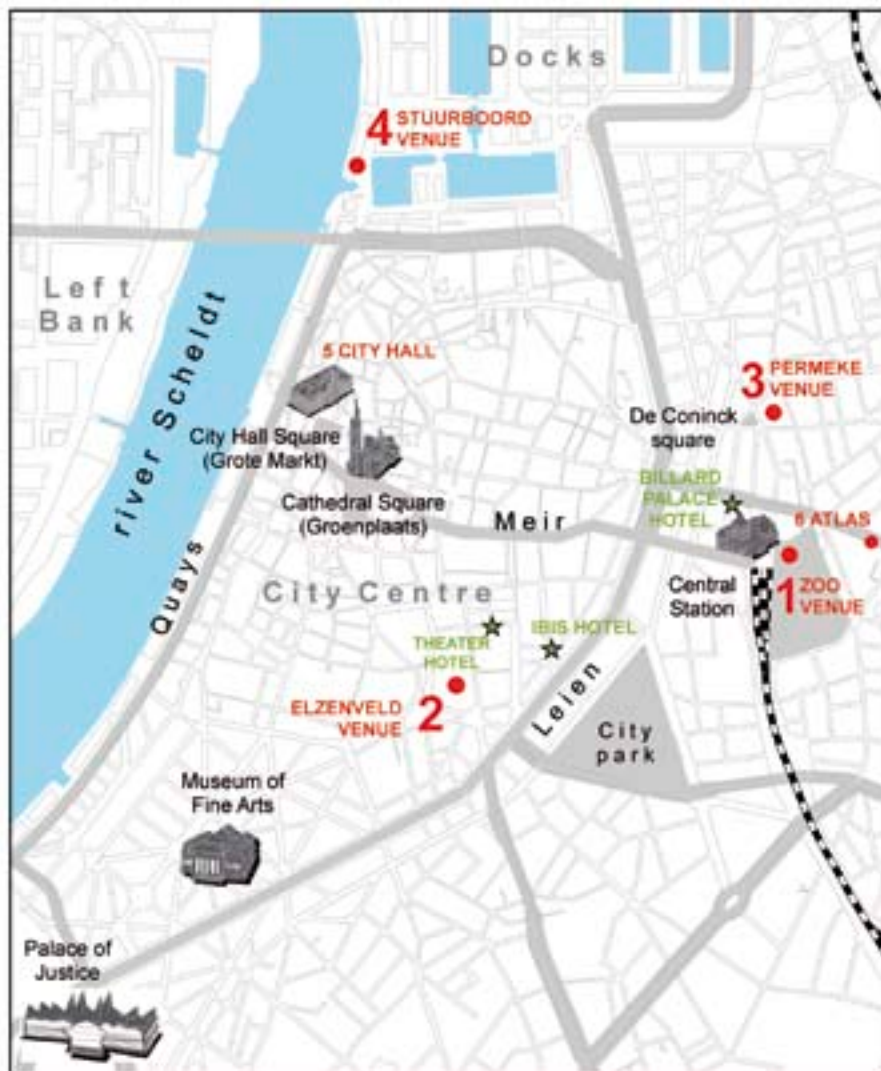 Docks
4 STUURBOORD
VENUE
Left
Bank
river Scheldt
5 CITY HALL
3 PERMEKE
VENUE
De Coninck
square
City Hall Square
(Grote Markt)
BILLARD
PALACE
HOTEL
Cathedral Square
(Groenplaats)
Meir
6 ATLAS
Quays
City Centre
Central
Station
1 ZOO
VENUE
THEATER
HOTEL
IBIS HOTEL
ELZENVELD
VENUE 2
Leien
City
park
Museum of
Fine Arts
Palace of
Justice